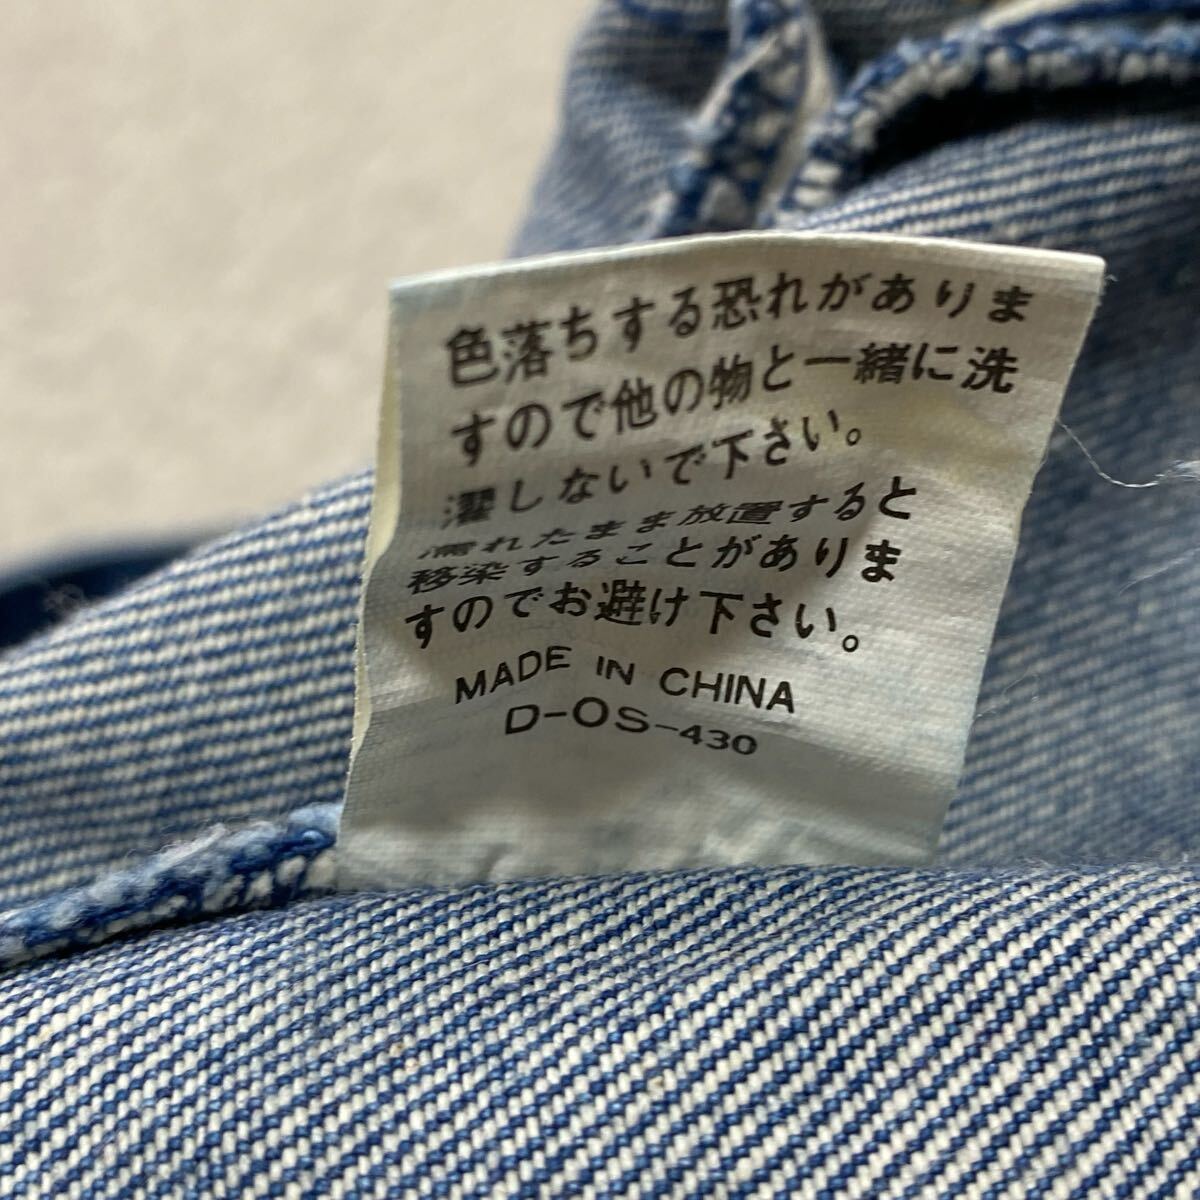 色落ちする恐れがありま
すので他の物と一緒に洗
濯しないで下さい。
濡れたまま放置すると
移染することがありま
すのでお避け下さい。
MADE IN CHINA
D-OS-430